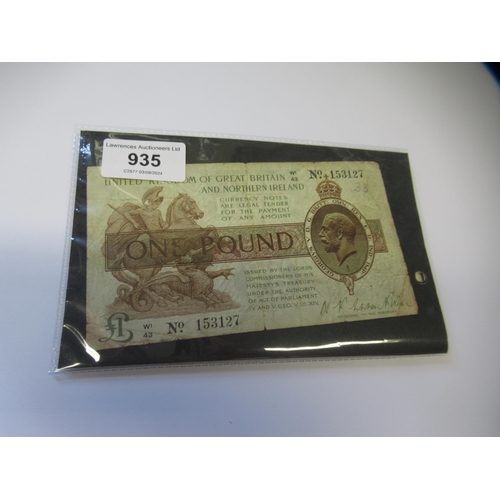 Lawrences Auctioneers Ltd
935
UNITED KINGDOM OF GREAT BRITAIN
AND NORTHERN IRELAND
W1
43
No 153127
CURRENCY NOTES
ARE LEGAL TENDER
FOR THE PAYMENT
OF ANY AMOUNT
ONE POUND
ISSUED BY THE LORDS
COMMISSIONERS OF HIS
MAJESTY'S TREASURY
UNDER THE AUTHORITY
OF ACT OF PARLIAMENT
£1
W1
43
No 153127